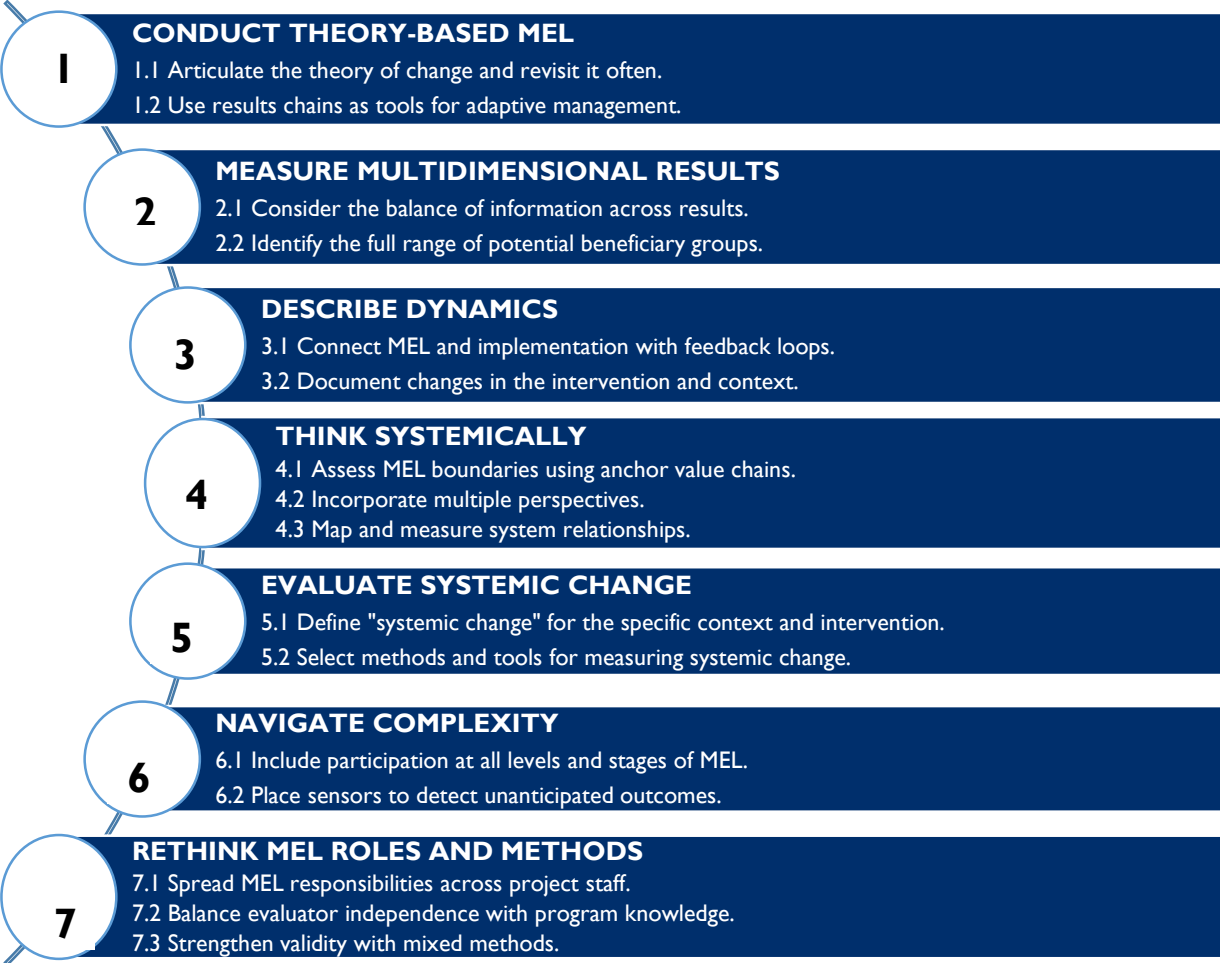 1
CONDUCT THEORY-BASED MEL
1.1 Articulate the theory of change and revisit it often.
1.2 Use results chains as tools for adaptive management.
2
MEASURE MULTIDIMENSIONAL RESULTS
2.1 Consider the balance of information across results.
2.2 Identify the full range of potential beneficiary groups.
3
DESCRIBE DYNAMICS
3.1 Connect MEL and implementation with feedback loops.
3.2 Document changes in the intervention and context.
4
THINK SYSTEMICALLY
4.1 Assess MEL boundaries using anchor value chains.
4.2 Incorporate multiple perspectives.
4.3 Map and measure system relationships.
5
EVALUATE SYSTEMIC CHANGE
5.1 Define "systemic change" for the specific context and intervention.
5.2 Select methods and tools for measuring systemic change.
6
NAVIGATE COMPLEXITY
6.1 Include participation at all levels and stages of MEL.
6.2 Place sensors to detect unanticipated outcomes.
7
RETHINK MEL ROLES AND METHODS
7.1 Spread MEL responsibilities across project staff.
7.2 Balance evaluator independence with program knowledge.
7.3 Strengthen validity with mixed methods.